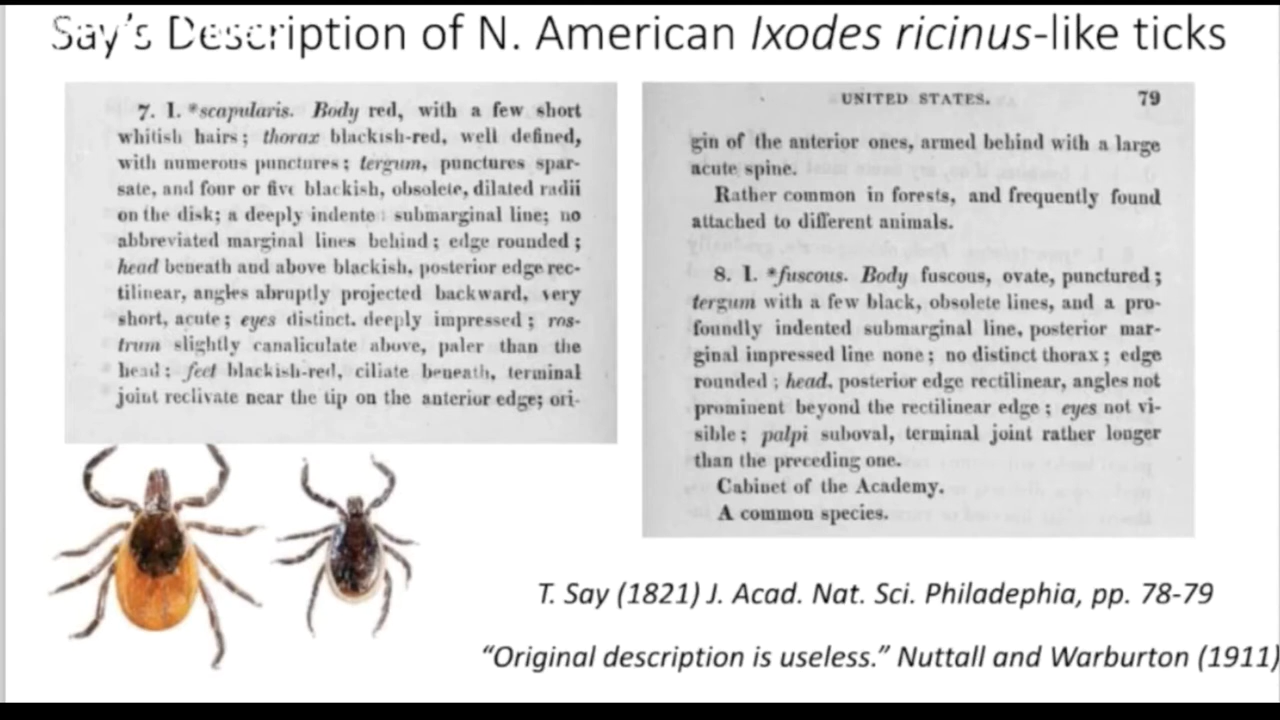 Say's Description of N. American Ixodes ricinus-like ticks
7. I. *scapularis. Body red, with a few short
whitish hairs; thorax blackish-red, well defined,
with numerous punctures; tergum, punctures spar-
sate, and four or five blackish, obsolete, dilated radii
on the disk; a deeply indente submarginal line; no
abbreviated marginal lines behind; edge rounded;
head beneath and above blackish, posterior edge rec-
tilinear, angles abruptly projected backward, very
short, acute; eyes distinct, deeply impressed; ros-
trum slightly canaliculate above, paler than the
head; feet blackish-red, ciliate beneath, terminal
joint reclivate near the tip on the anterior edge; ori-
UNITED STATES. 79
gin of the anterior ones, armed behind with a large
acute spine.
Rather common in forests, and frequently found
attached to different animals.
8. I. *fuscous. Body fuscous, ovate, punctured;
tergum with a few black, obsolete lines, and a pro-
foundly indented submarginal line, posterior mar-
ginal impressed line none; no distinct thorax; edge
rounded; head, posterior edge rectilinear, angles not
prominent beyond the rectilinear edge; eyes not vi-
sible; palpi suboval, terminal joint rather longer
than the preceding one.
Cabinet of the Academy.
A common species.
T. Say (1821) J. Acad. Nat. Sci. Philadephia, pp. 78-79
"Original description is useless." Nuttall and Warburton (1911)